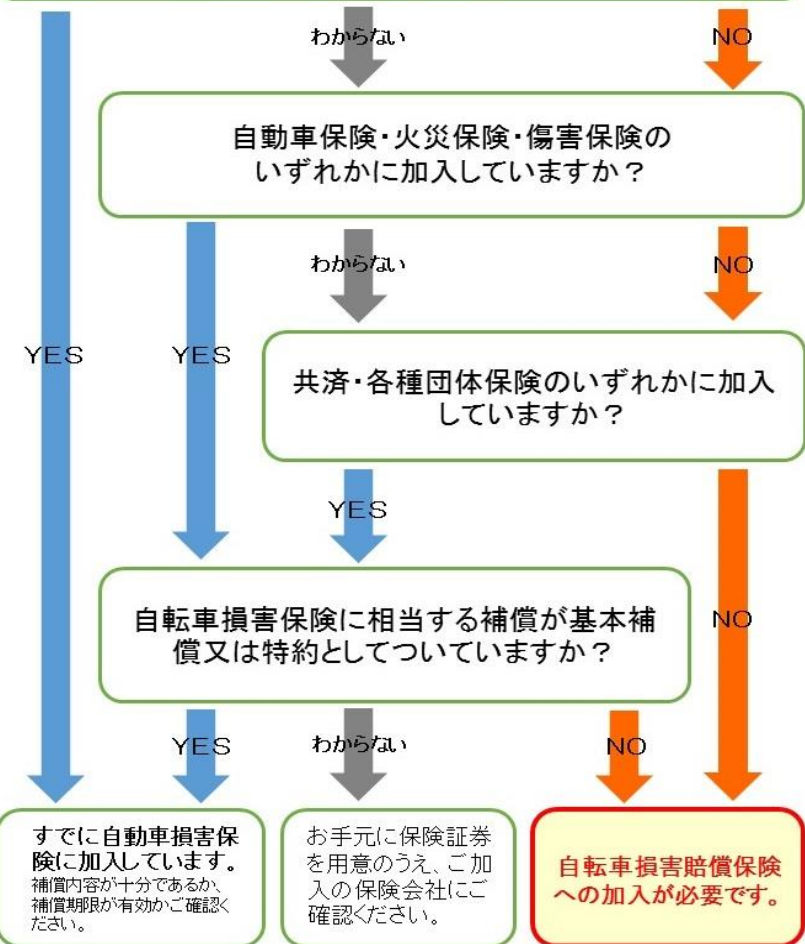 わからない
NO
自動車保険・火災保険・傷害保険の
いずれかに加入していますか？
わからない
NO
YES
YES
共済・各種団体保険のいずれかに加入
していますか？
YES
自転車損害保険に相当する補償が基本補
償又は特約としてついていますか？
NO
YES
わからない
NO
すでに自動車損害保
険に加入しています。
補償内容が十分であるか、
補償期限が有効かご確認く
ださい。
お手元に保険証券
を用意のうえ、ご加
入の保険会社にご
確認ください。
自転車損害賠償保険
への加入が必要です。